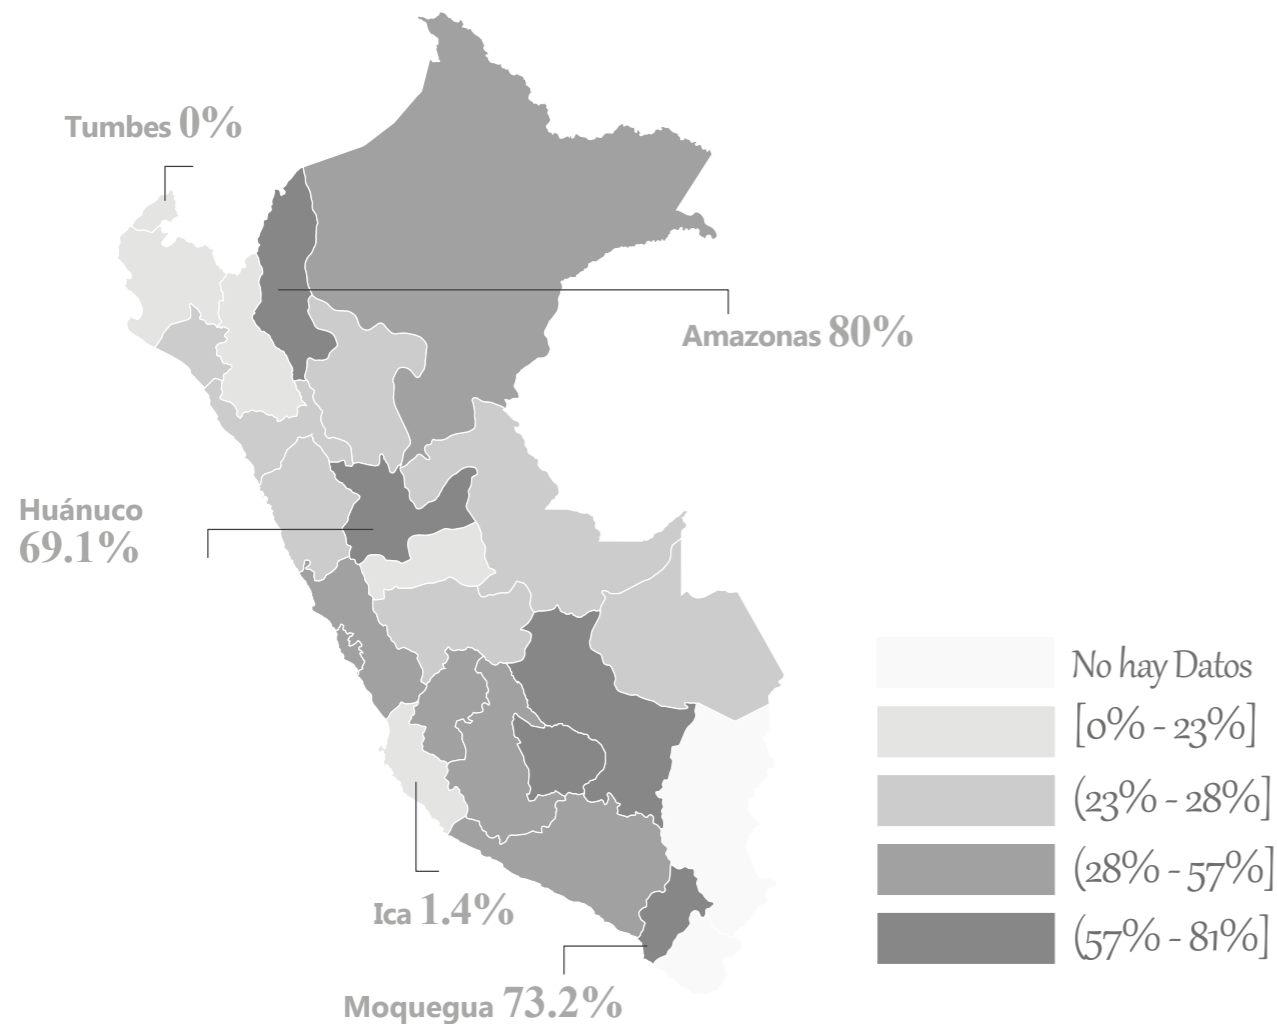 Tumbes 0%
Amazonas 80%
Huánuco
69.1%
No hay Datos
[0% - 23%]
(23% - 28%]
(28% - 57%]
(57% - 81%]
Ica 1.4%
Moquegua 73.2%